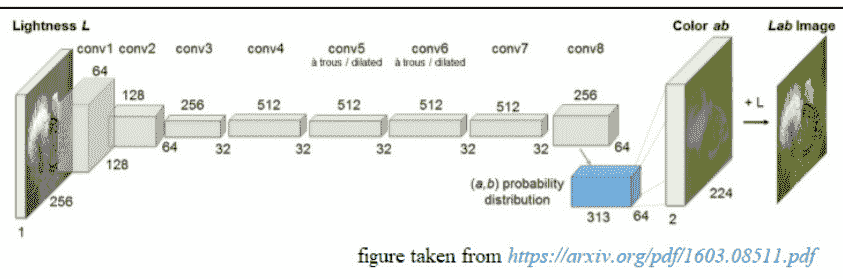 Lightness L
Color ab
Lab Image
conv1 conv2 conv3 conv4 conv5 conv6 conv7 conv8
à trous / dilated à trous / dilated
64
128
256 512 512 512 512 256
+ L
64 32 32 32 32 32 64
128
256
(a,b) probability
distribution
224
1
313 64 2
figure taken from https://arxiv.org/pdf/1603.08511.pdf